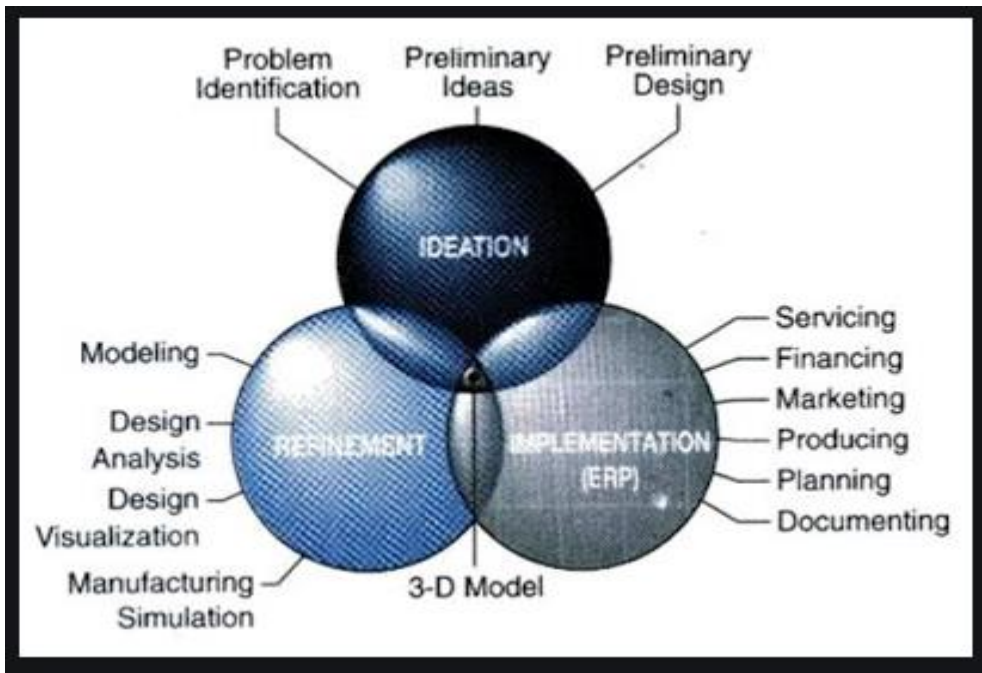 Problem
Identification
Preliminary
Ideas
Preliminary
Design
IDEATION
Modeling
Design
Analysis
Design
Visualization
Manufacturing
Simulation
REFINEMENT
IMPLEMENTATION
(ERP)
Servicing
Financing
Marketing
Producing
Planning
Documenting
3-D Model